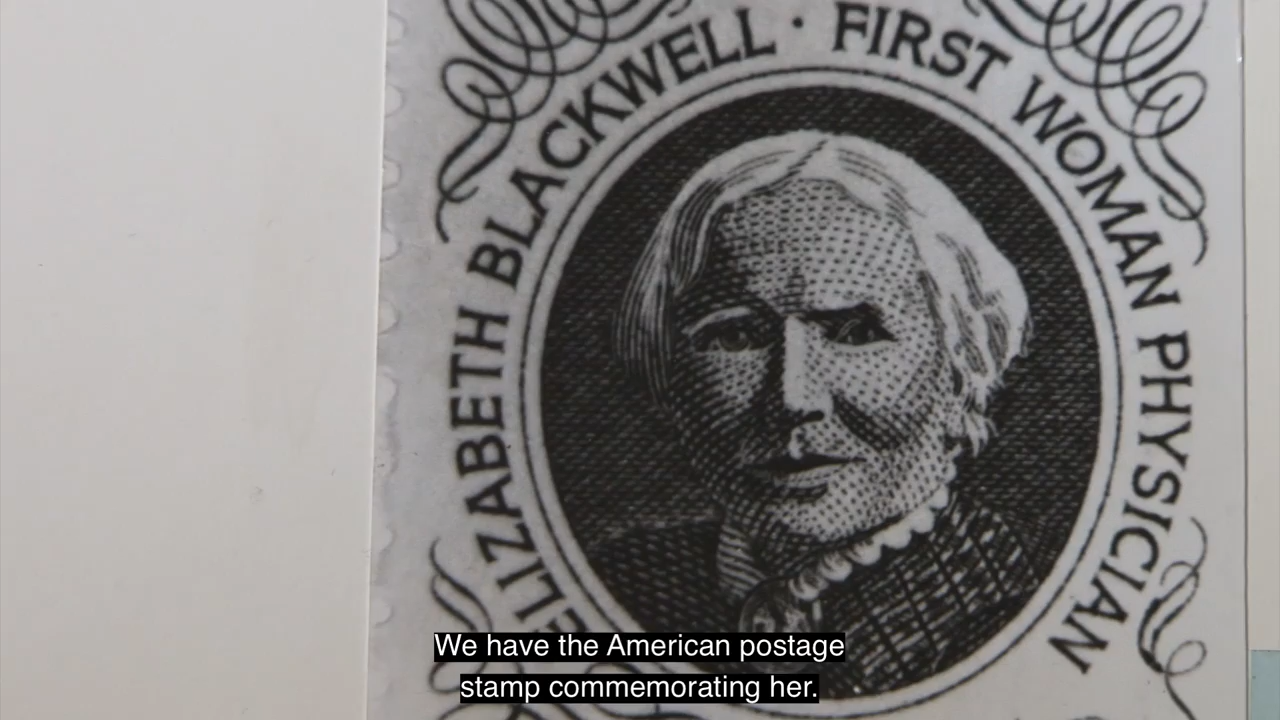 ELIZABETH BLACKWELL · FIRST WOMAN PHYSICIAN
We have the American postage
stamp commemorating her.